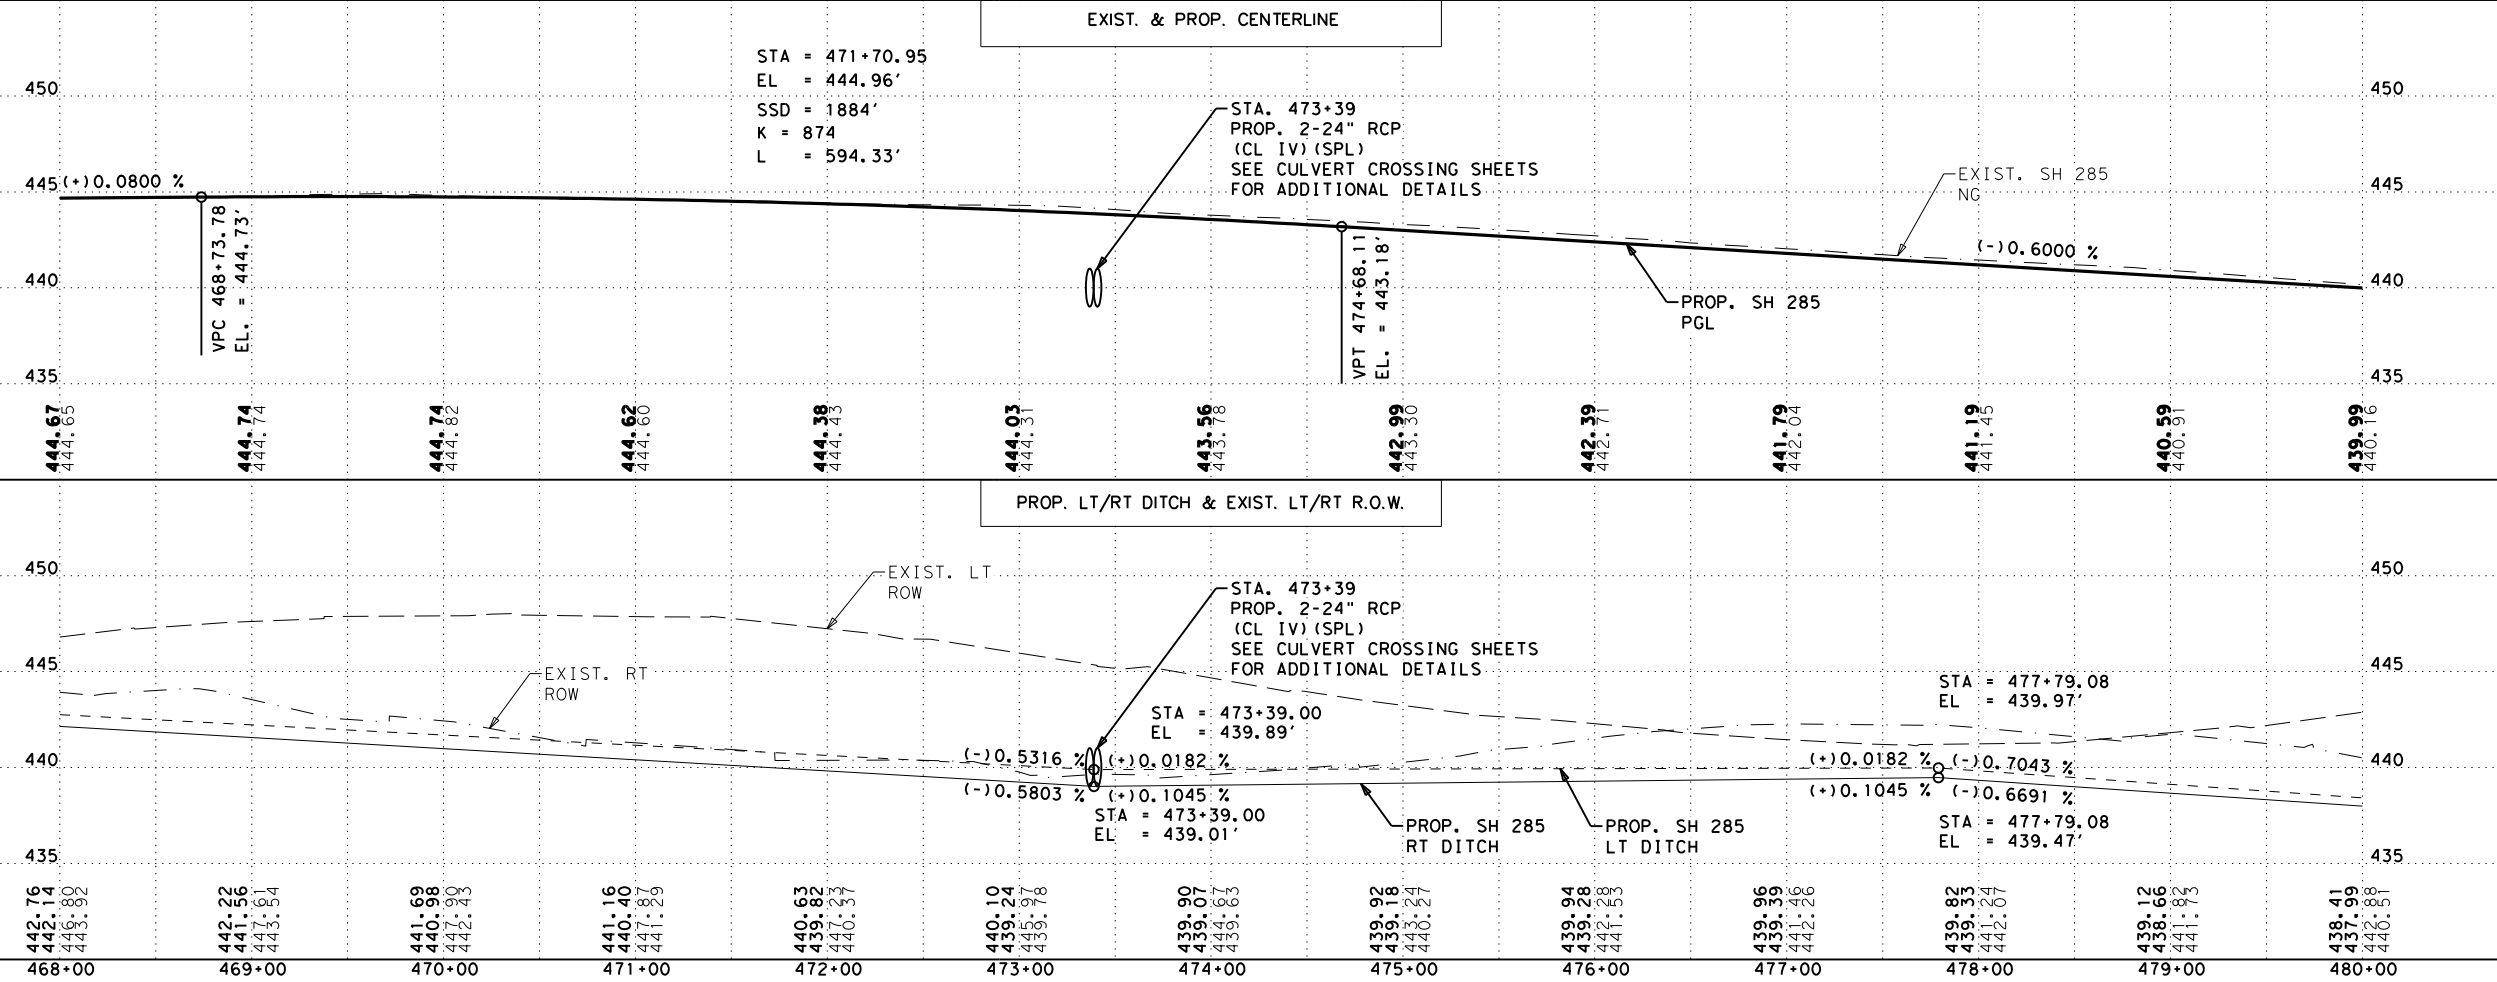 EXIST. & PROP. CENTERLINE
STA = 471+70.95
EL = 444.96'
SSD = 1884'
K = 874
L = 594.33'
450
450
STA. 473+39
PROP. 2-24" RCP
(CL IV)(SPL)
SEE CULVERT CROSSING SHEETS
FOR ADDITIONAL DETAILS
445
(+)0.0800 %
EXIST. SH 285
NG
445
VPC 468+73.78
EL. = 444.73'
VPT 474+68.11
EL. = 443.18'
(-)0.6000 %
440
440
PROP. SH 285
PGL
435
435
444.67
444.65
444.74
444.74
444.74
444.82
444.62
444.60
444.38
444.43
444.03
444.31
443.56
443.78
442.99
443.30
442.39
442.71
441.79
442.04
441.19
441.45
440.59
440.91
439.99
440.16
PROP. LT/RT DITCH & EXIST. LT/RT R.O.W.
450
EXIST. LT
ROW
450
STA. 473+39
PROP. 2-24" RCP
(CL IV)(SPL)
SEE CULVERT CROSSING SHEETS
FOR ADDITIONAL DETAILS
445
EXIST. RT
ROW
445
STA = 477+79.08
EL = 439.97'
STA = 473+39.00
EL = 439.89'
440
(-)0.5316 %
(+)0.0182 %
(+)0.0182 %
(-)0.7043 %
440
(-)0.5803 %
(+)0.1045 %
(+)0.1045 %
(-)0.6691 %
STA = 473+39.00
EL = 439.01'
PROP. SH 285
RT DITCH
PROP. SH 285
LT DITCH
STA = 477+79.08
EL = 439.47'
435
435
442.76
442.14
446.80
443.92
442.22
441.56
447.61
443.54
441.69
440.98
447.90
442.43
441.16
440.40
447.87
441.29
440.63
439.82
447.23
440.37
440.10
439.24
445.97
439.78
439.90
439.07
444.67
439.63
439.92
439.18
443.24
440.27
439.94
439.28
442.28
441.53
439.96
439.39
441.46
442.26
439.82
439.33
441.24
442.07
439.12
438.66
441.82
441.73
438.41
437.99
442.88
440.51
468+00
469+00
470+00
471+00
472+00
473+00
474+00
475+00
476+00
477+00
478+00
479+00
480+00